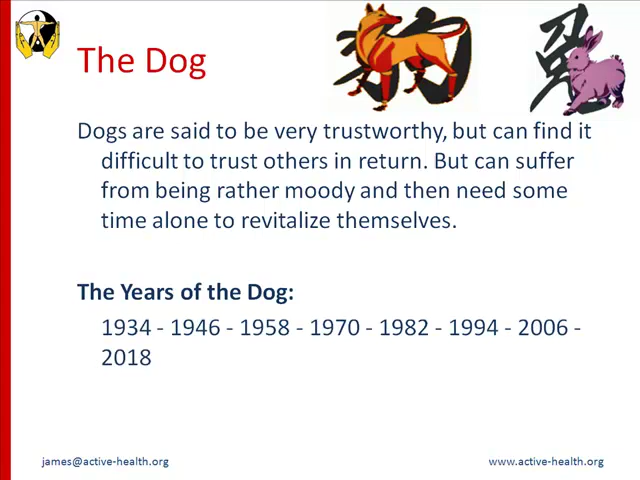 The Dog
狗
兔
Dogs are said to be very trustworthy, but can find it
difficult to trust others in return. But can suffer
from being rather moody and then need some
time alone to revitalize themselves.
The Years of the Dog:
1934 - 1946 - 1958 - 1970 - 1982 - 1994 - 2006 -
2018
james@active-health.org
www.active-health.org